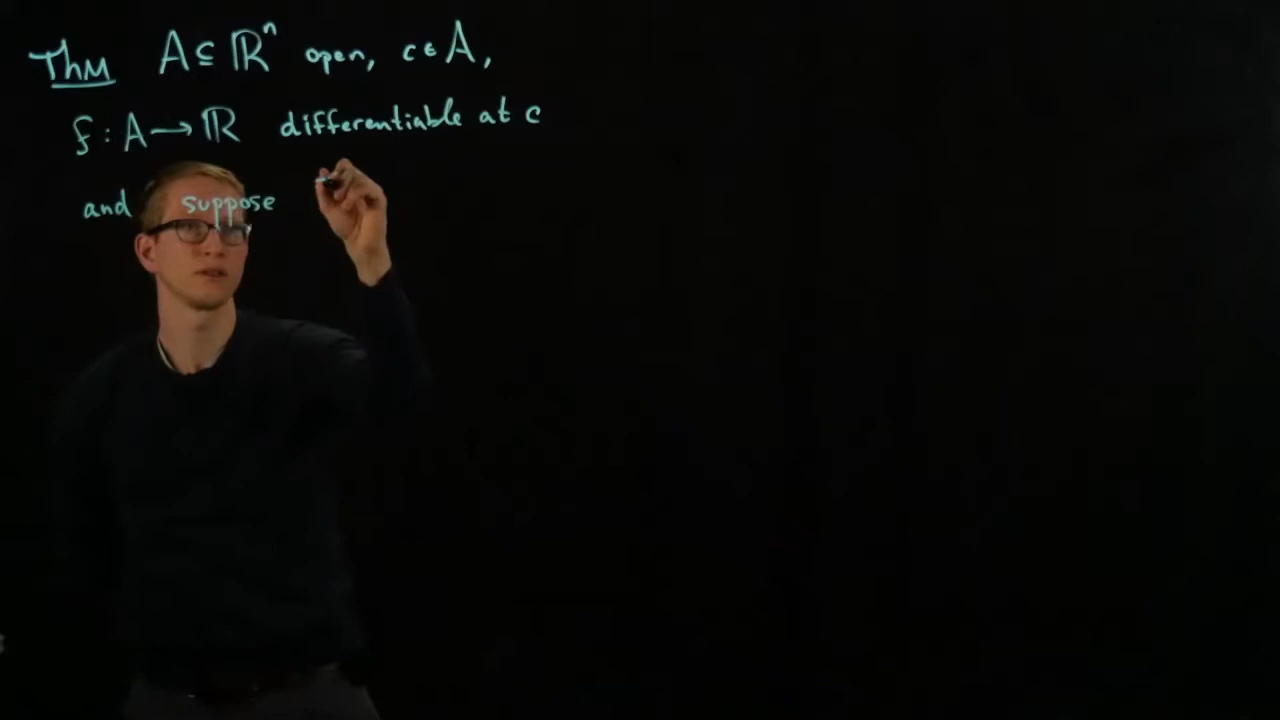 Thm A ⊆ ℝⁿ open, c ∈ A,
f : A → ℝ differentiable at c
and suppose